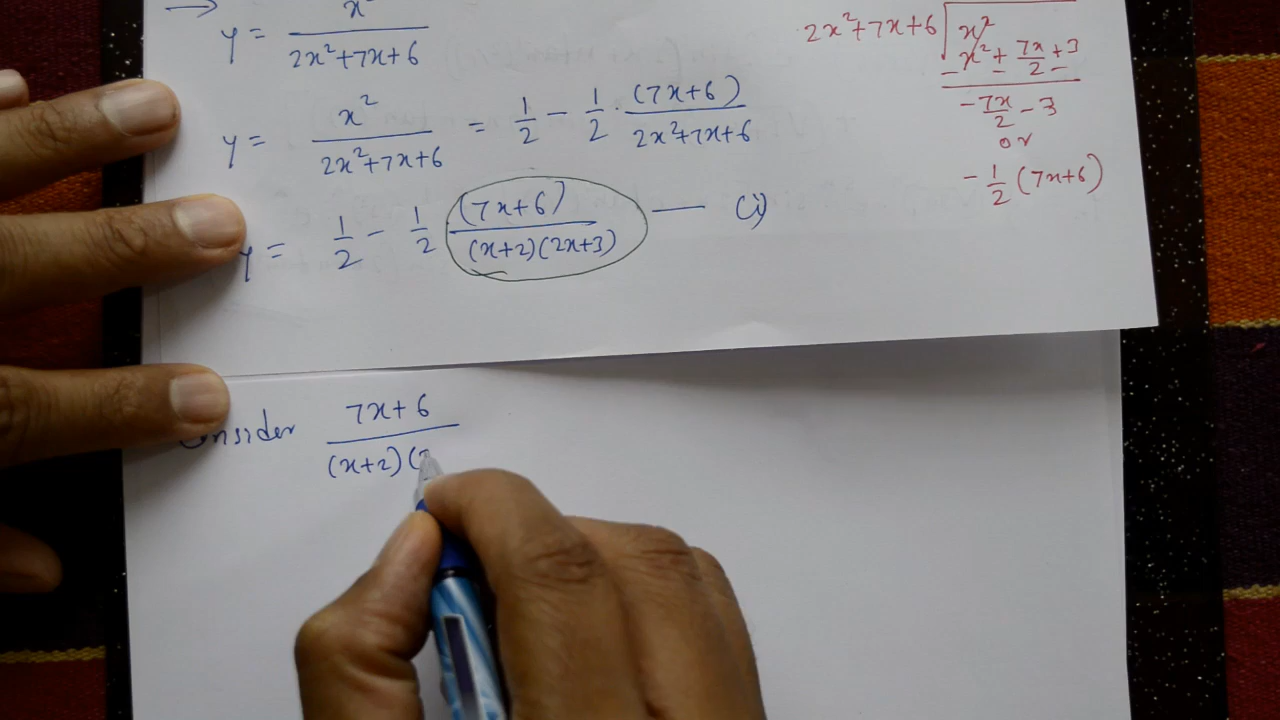 → y = x² / 2x²+7x+6
y = x² / 2x²+7x+6 = 1/2 - 1/2 · (7x+6) / 2x²+7x+6
y = 1/2 - 1/2 (7x+6) / (x+2)(2x+3) — (i)
2x²+7x+6 ) x²
x² + 7x/2 + 3
- - -
-7x/2 - 3
or
-1/2 (7x+6)
7x+6 / (x+2)(